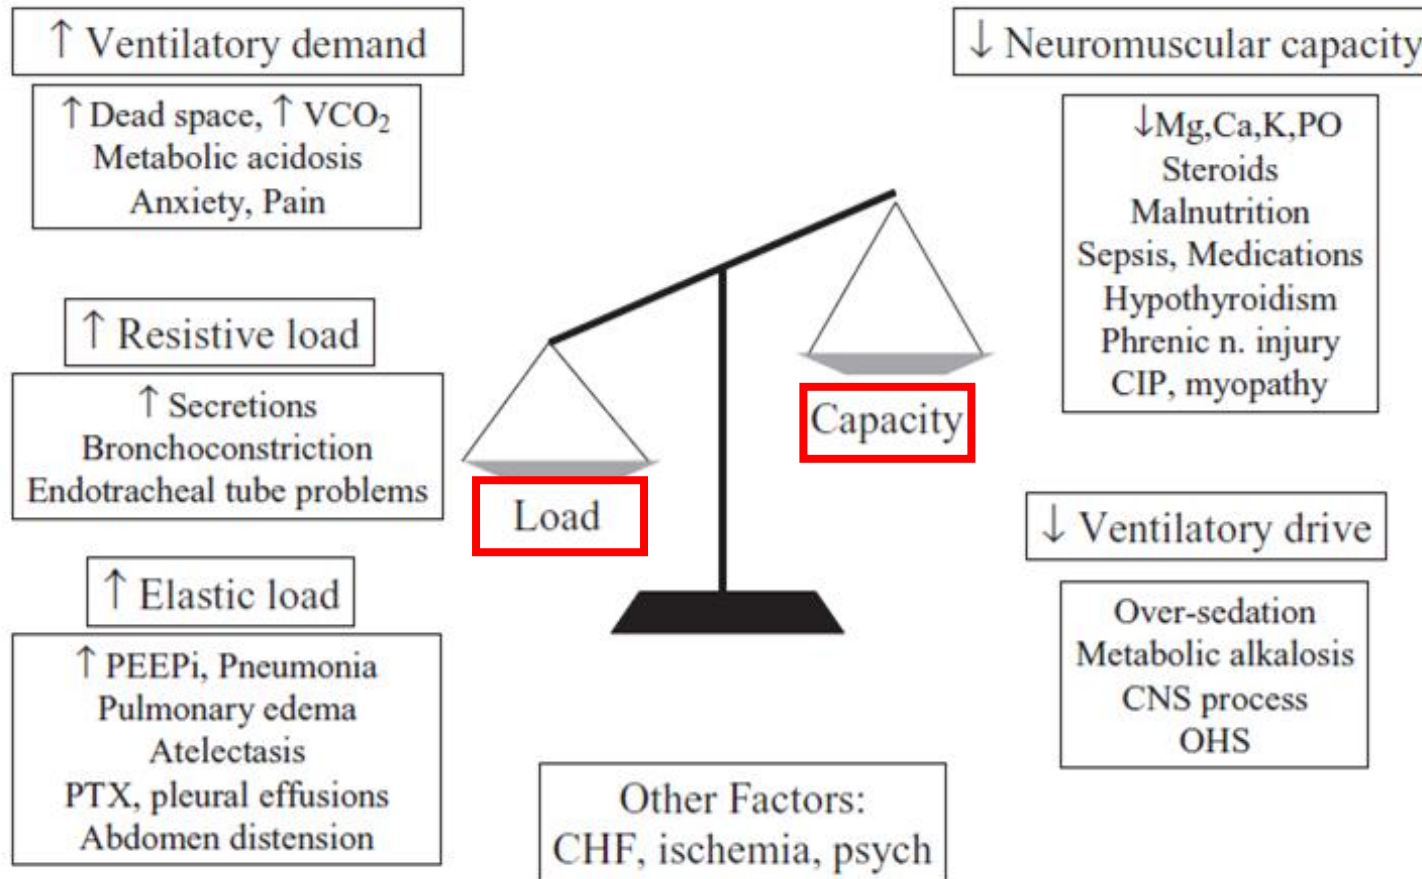 ↑ Ventilatory demand
↑ Dead space, ↑ VCO₂
Metabolic acidosis
Anxiety, Pain
↑ Resistive load
↑ Secretions
Bronchoconstriction
Endotracheal tube problems
↑ Elastic load
↑ PEEPi, Pneumonia
Pulmonary edema
Atelectasis
PTX, pleural effusions
Abdomen distension
Load
Capacity
Other Factors:
CHF, ischemia, psych
↓ Neuromuscular capacity
↓Mg,Ca,K,PO
Steroids
Malnutrition
Sepsis, Medications
Hypothyroidism
Phrenic n. injury
CIP, myopathy
↓ Ventilatory drive
Over-sedation
Metabolic alkalosis
CNS process
OHS